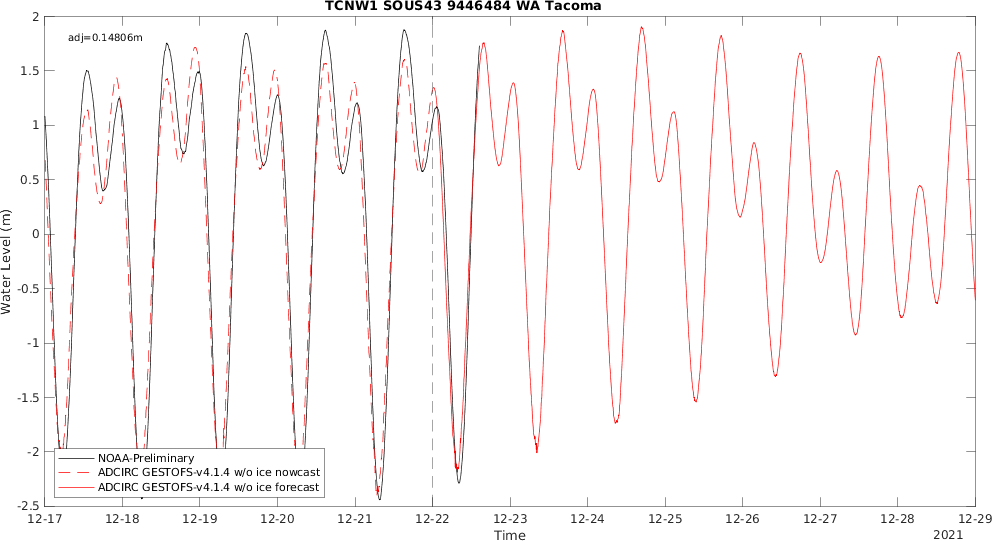 TCNW1 SOUS43 9446484 WA Tacoma
adj=0.14806m
2
1.5
1
0.5
0
-0.5
-1
-1.5
-2
-2.5
Water Level (m)
NOAA-Preliminary
ADCIRC GESTOFS-v4.1.4 w/o ice nowcast
ADCIRC GESTOFS-v4.1.4 w/o ice forecast
12-17 12-18 12-19 12-20 12-21 12-22 12-23 12-24 12-25 12-26 12-27 12-28 12-29
Time
2021